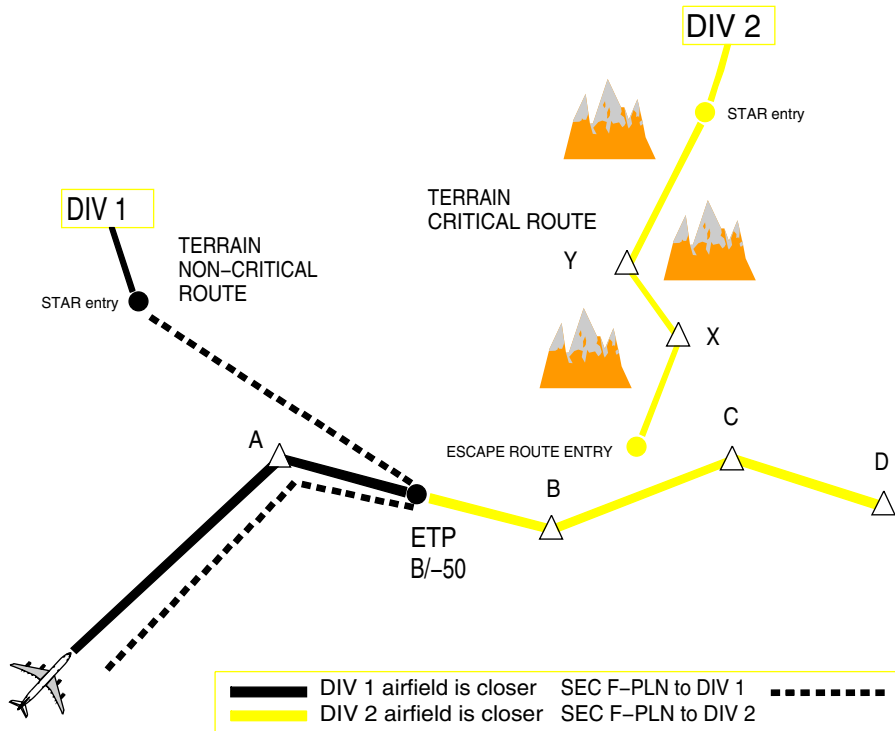 DIV 2
STAR entry
TERRAIN
CRITICAL ROUTE
DIV 1
TERRAIN
NON−CRITICAL
ROUTE
STAR entry
Y
X
A
ESCAPE ROUTE ENTRY
C
D
B
ETP
B/−50
DIV 1 airfield is closer SEC F−PLN to DIV 1
DIV 2 airfield is closer SEC F−PLN to DIV 2